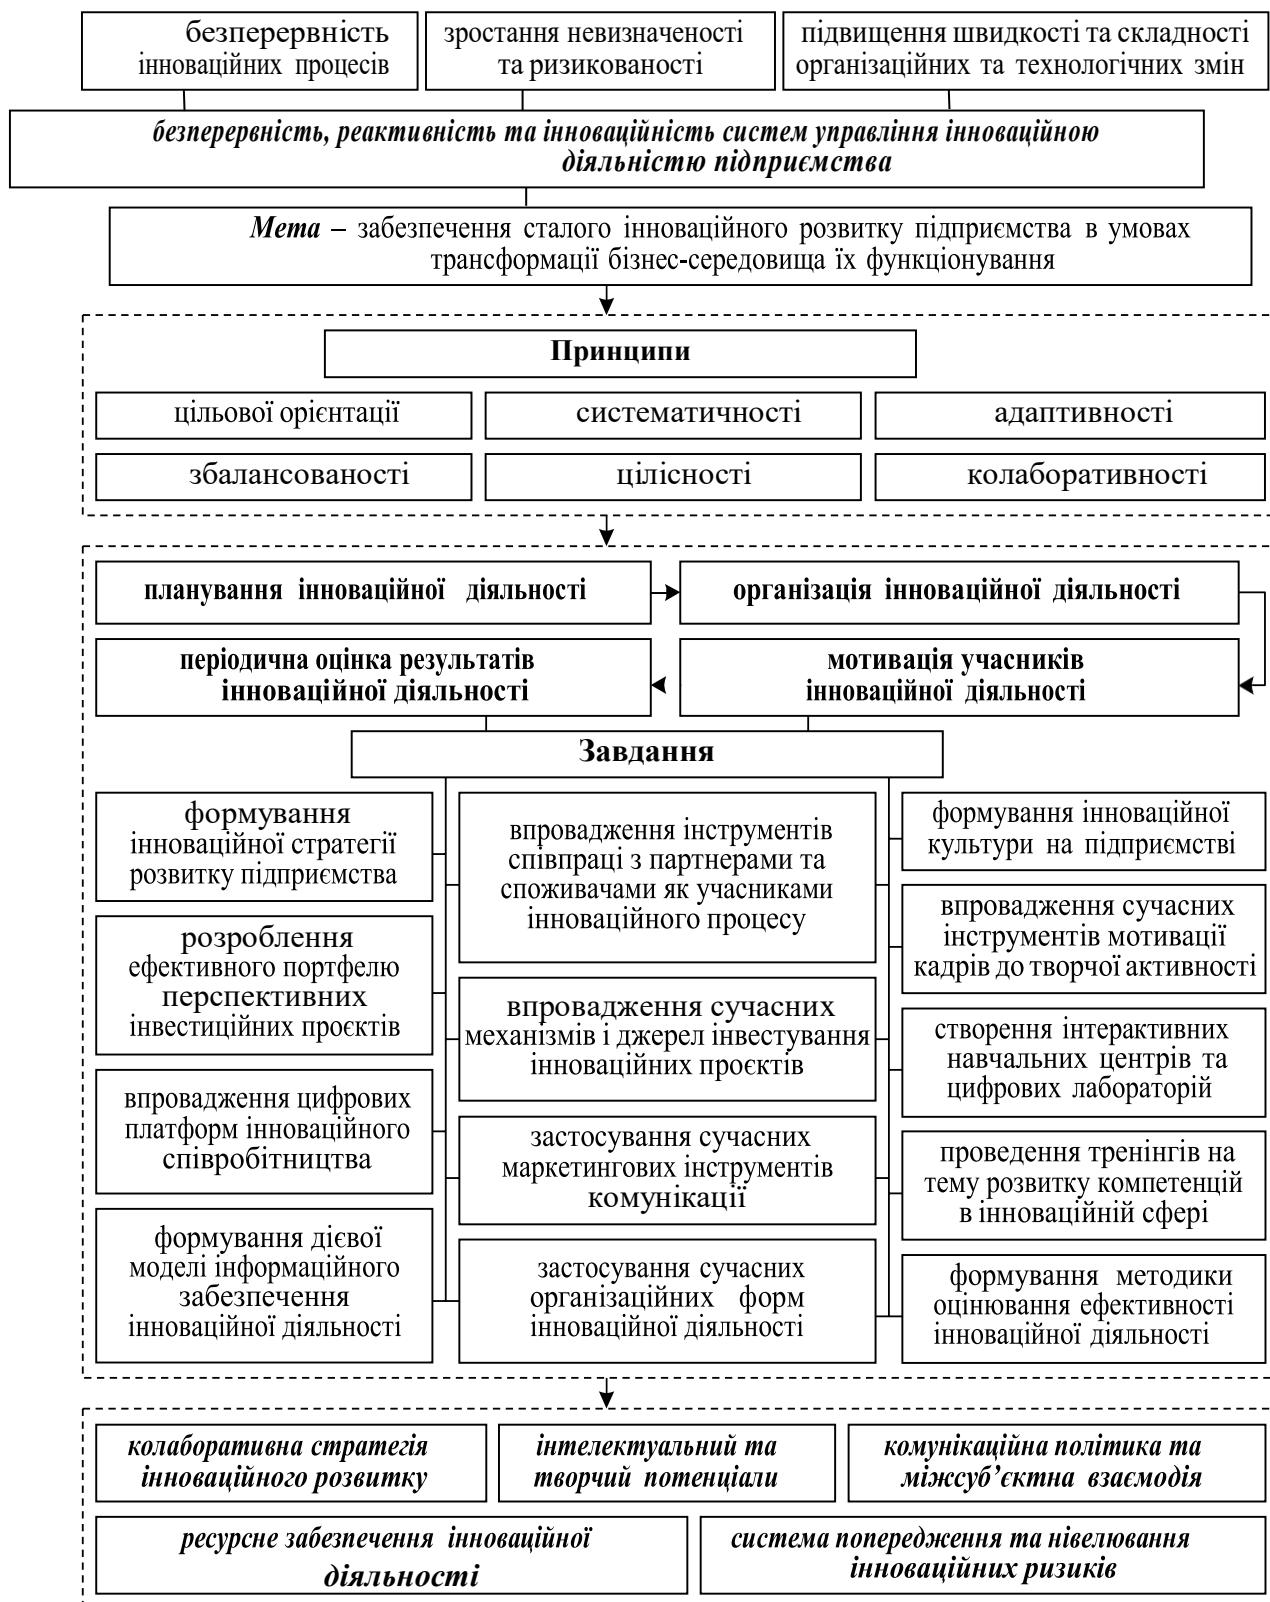 безперервність
інноваційних процесів
зростання невизначеності
та ризикованості
підвищення швидкості та складності
організаційних та технологічних змін
безперервність, реактивність та інноваційність систем управління інноваційною
діяльністю підприємства
Мета – забезпечення сталого інноваційного розвитку підприємства в умовах
трансформації бізнес-середовища їх функціонування
Принципи
цільової орієнтації
систематичності
адаптивності
збалансованості
цілісності
колаборативності
планування інноваційної діяльності
організація інноваційної діяльності
періодична оцінка результатів
інноваційної діяльності
мотивація учасників
інноваційної діяльності
Завдання
формування
інноваційної стратегії
розвитку підприємства
розроблення
ефективного портфелю
перспективних
інвестиційних проєктів
впровадження цифрових
платформ інноваційного
співробітництва
формування дієвої
моделі інформаційного
забезпечення
інноваційної діяльності
впровадження інструментів
співпраці з партнерами та
споживачами як учасниками
інноваційного процесу
впровадження сучасних
механізмів і джерел інвестування
інноваційних проєктів
застосування сучасних
маркетингових інструментів
комунікації
застосування сучасних
організаційних форм
інноваційної діяльності
формування інноваційної
культури на підприємстві
впровадження сучасних
інструментів мотивації
кадрів до творчої активності
створення інтерактивних
навчальних центрів та
цифрових лабораторій
проведення тренінгів на
тему розвитку компетенцій
в інноваційній сфері
формування методики
оцінювання ефективності
інноваційної діяльності
колаборативна стратегія
інноваційного розвитку
інтелектуальний та
творчий потенціали
комунікаційна політика та
міжсуб’єктна взаємодія
ресурсне забезпечення інноваційної
діяльності
система попередження та нівелювання
інноваційних ризиків